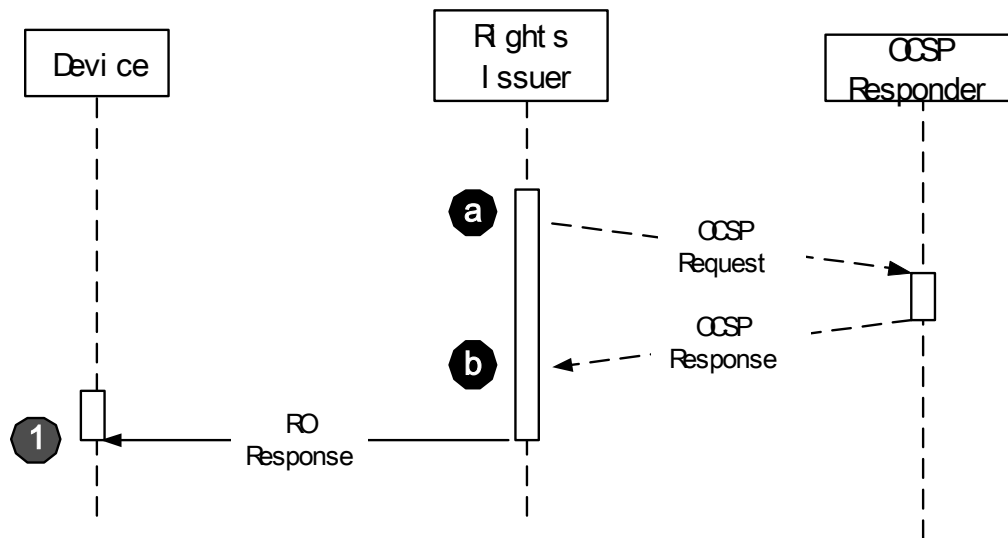 Device
Rights
Issuer
OCSP
Responder
a
OCSP
Request
b
OCSP
Response
1
RO
Response